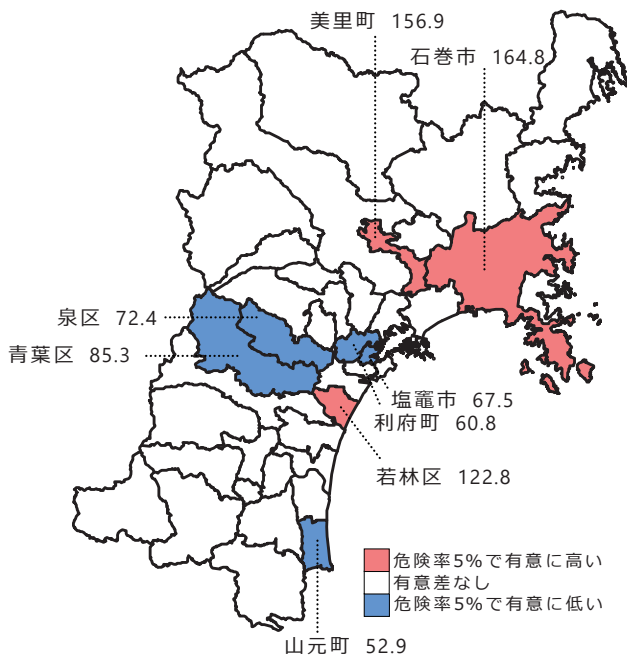 美里町 156.9
石巻市 164.8
泉区 72.4
青葉区 85.3
塩竈市 67.5
利府町 60.8
若林区 122.8
危険率5%で有意に高い
有意差なし
危険率5%で有意に低い
山元町 52.9